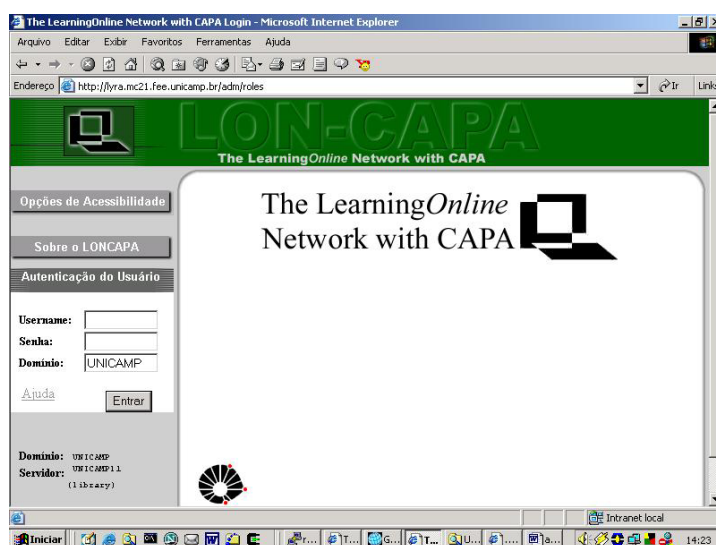 The LearningOnline Network with CAPA Login - Microsoft Internet Explorer
Arquivo Editar Exibir Favoritos Ferramentas Ajuda
Endereço http://lyra.mc21.fee.unicamp.br/adm/roles Ir Links
LON-CAPA
The LearningOnline Network with CAPA
Opções de Acessibilidade
Sobre o LONCAPA
Autenticação do Usuário
Username:
Senha:
Domínio: UNICAMP
Ajuda Entrar
Domínio: UNICAMP
Servidor: UNICAMP11
(library)
The LearningOnline
Network with CAPA
Intranet local
Iniciar r... T... G... T... U... .... a... 14:23